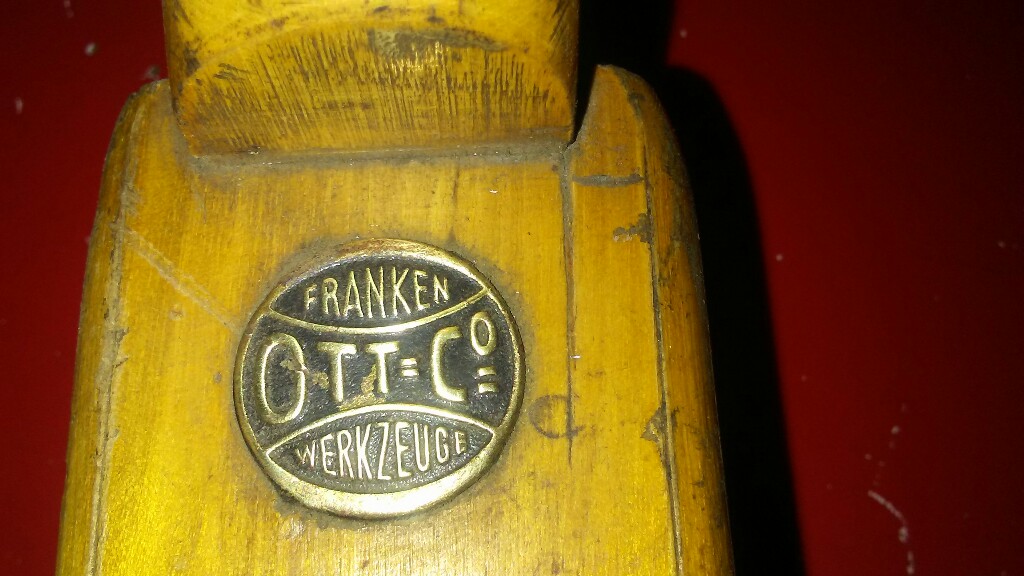 FRANKEN
OTT=Cº
WERKZEUGE